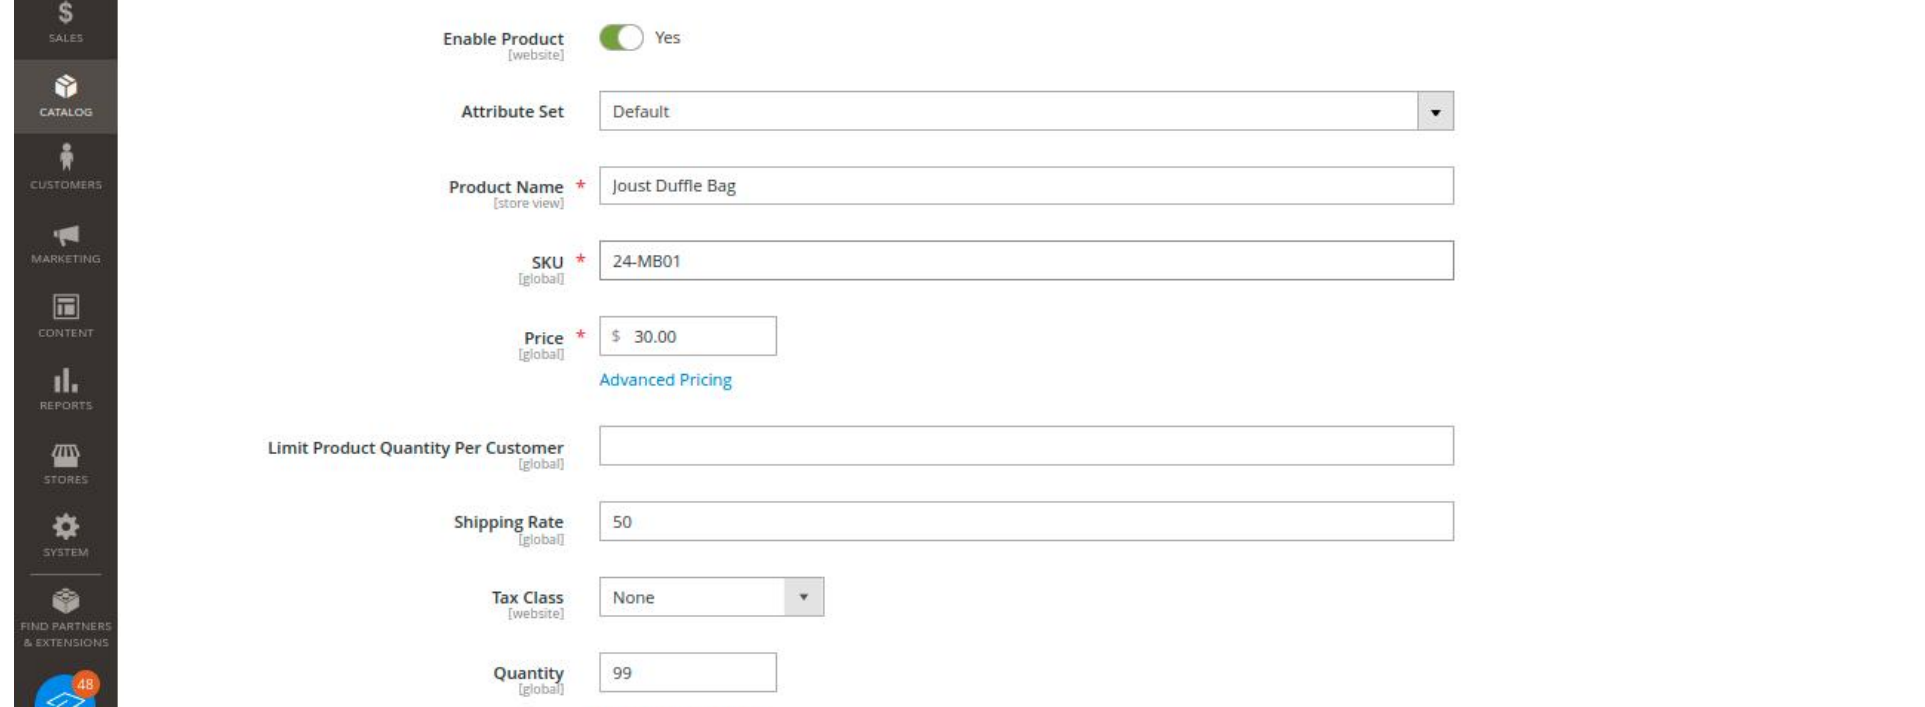 $
SALES
CATALOG
CUSTOMERS
MARKETING
CONTENT
REPORTS
STORES
SYSTEM
FIND PARTNERS
& EXTENSIONS
48
Enable Product
[website]
Yes
Attribute Set
Default
Product Name *
[store view]
Joust Duffle Bag
SKU *
[global]
24-MB01
Price *
[global]
$ 30.00
Advanced Pricing
Limit Product Quantity Per Customer
[global]
Shipping Rate
[global]
50
Tax Class
[website]
None
Quantity
[global]
99